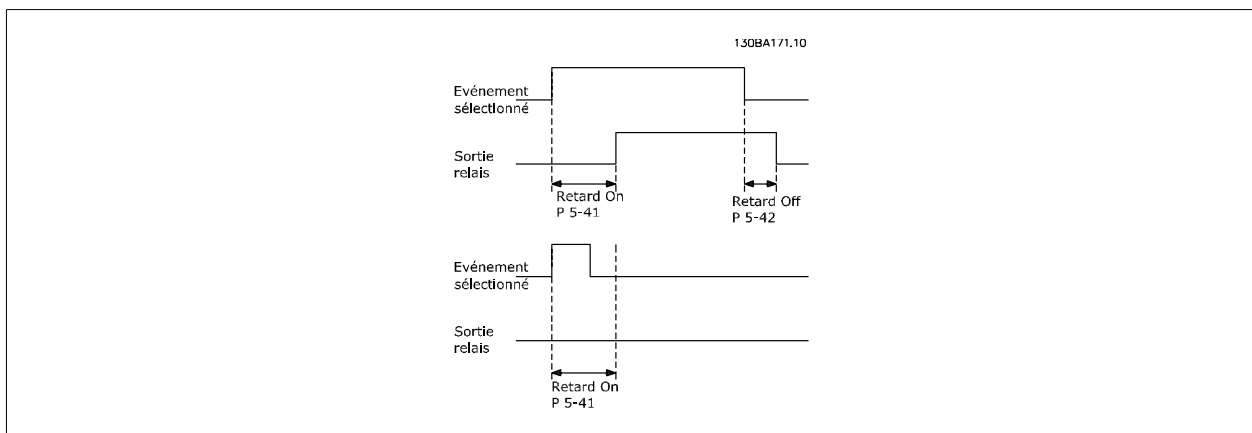 130BA171.10
Evénement
sélectionné
Sortie
relais
Retard On
P 5-41
Retard Off
P 5-42
Evénement
sélectionné
Sortie
relais
Retard On
P 5-41